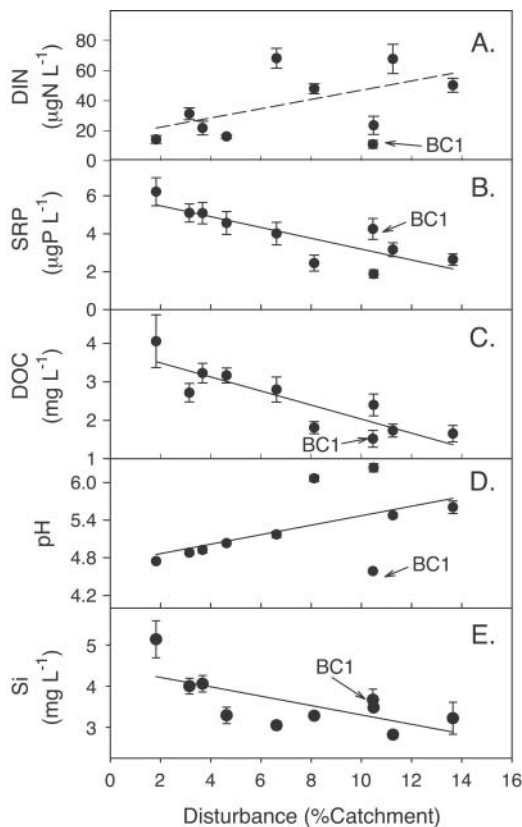 A.
DIN
(µgN L⁻¹)
80
60
40
20
0
BC1
B.
SRP
(µgP L⁻¹)
6
4
2
0
BC1
C.
DOC
(mg L⁻¹)
4
3
2
1
BC1
D.
pH
6.0
5.4
4.8
4.2
BC1
E.
Si
(mg L⁻¹)
5
4
3
BC1
0 2 4 6 8 10 12 14 16
Disturbance (%Catchment)